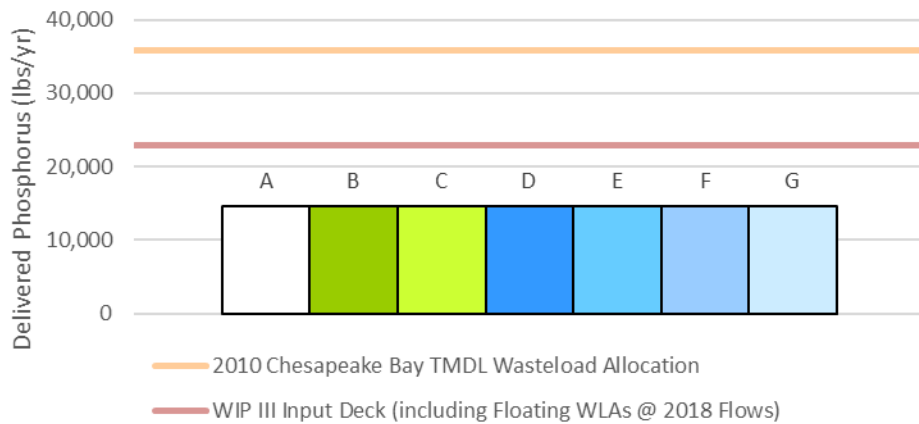 Delivered Phosphorus (lbs/yr)
40,000
30,000
20,000
10,000
0
A B C D E F G
2010 Chesapeake Bay TMDL Wasteload Allocation
WIP III Input Deck (including Floating WLAs @ 2018 Flows)